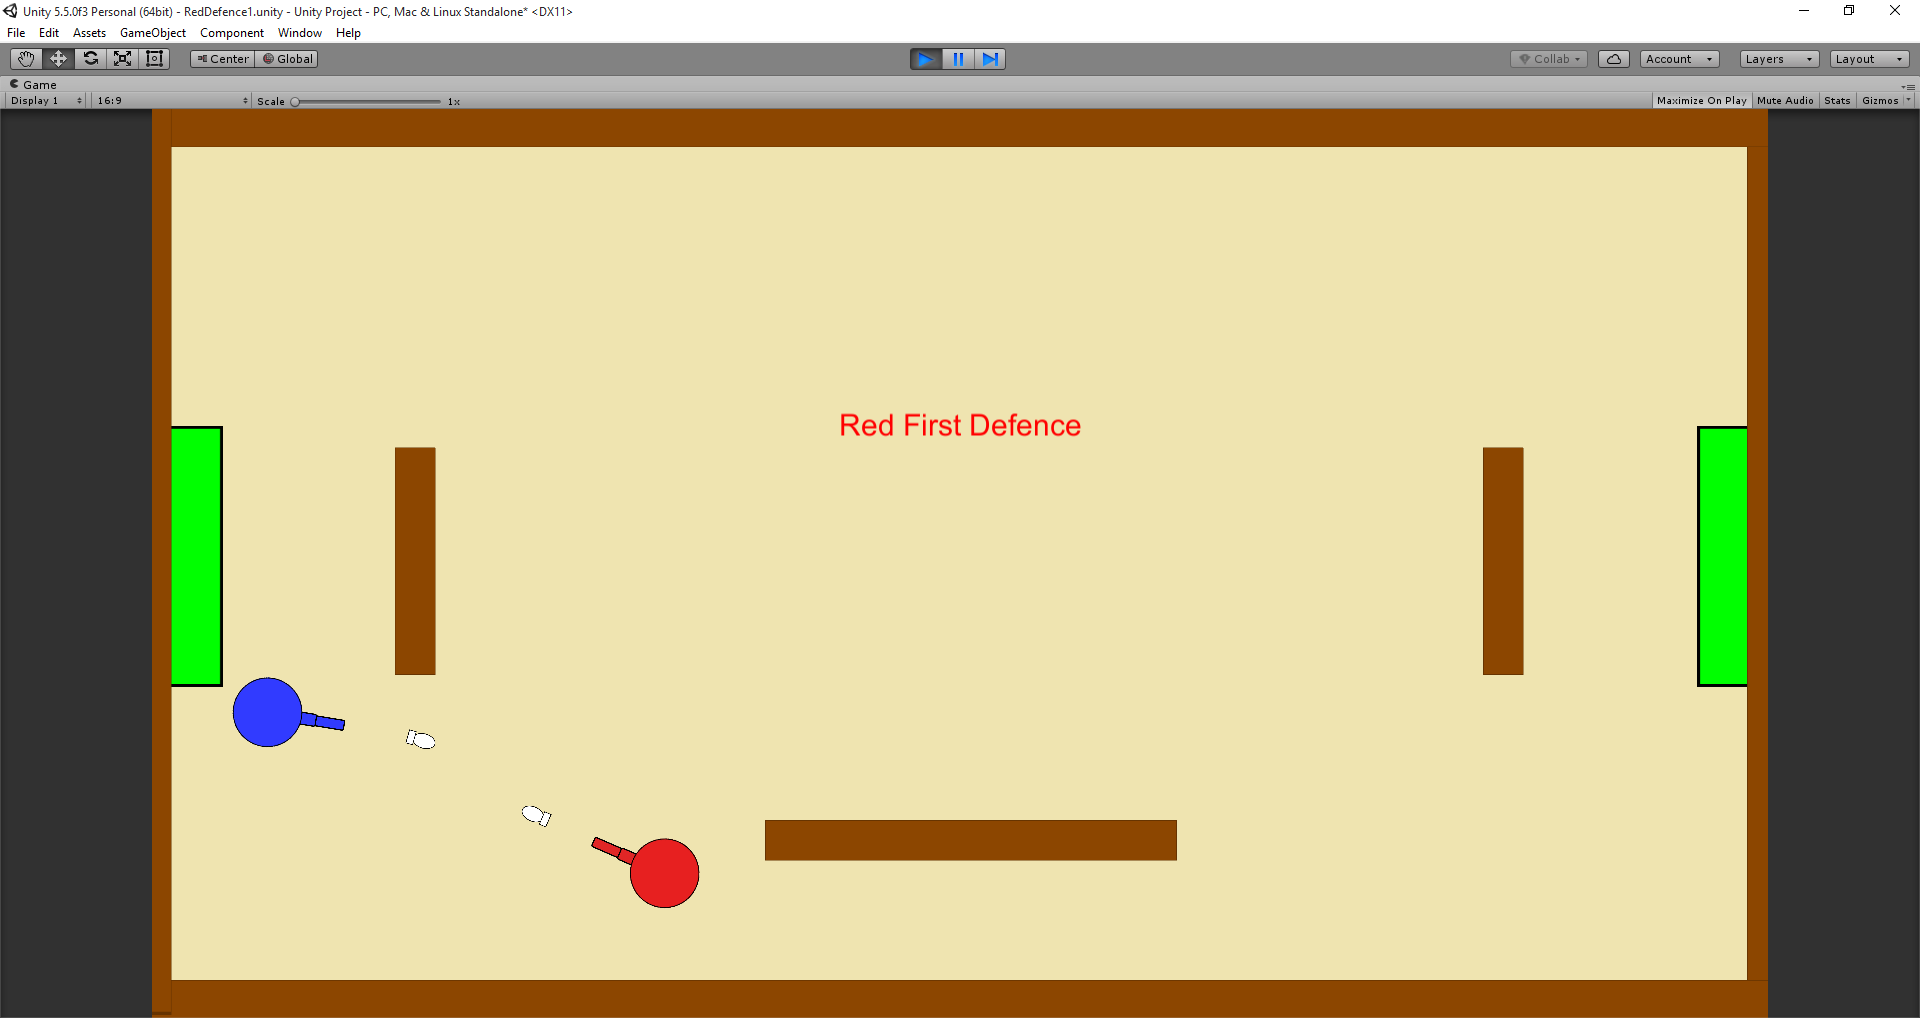 Unity 5.5.0f3 Personal (64bit) - RedDefence1.unity - Unity Project - PC, Mac & Linux Standalone* <DX11>
File Edit Assets GameObject Component Window Help
Center Global Collab Account Layers Layout
Game
Display 1 16:9 Scale 1x Maximize On Play Mute Audio Stats Gizmos
Red First Defence